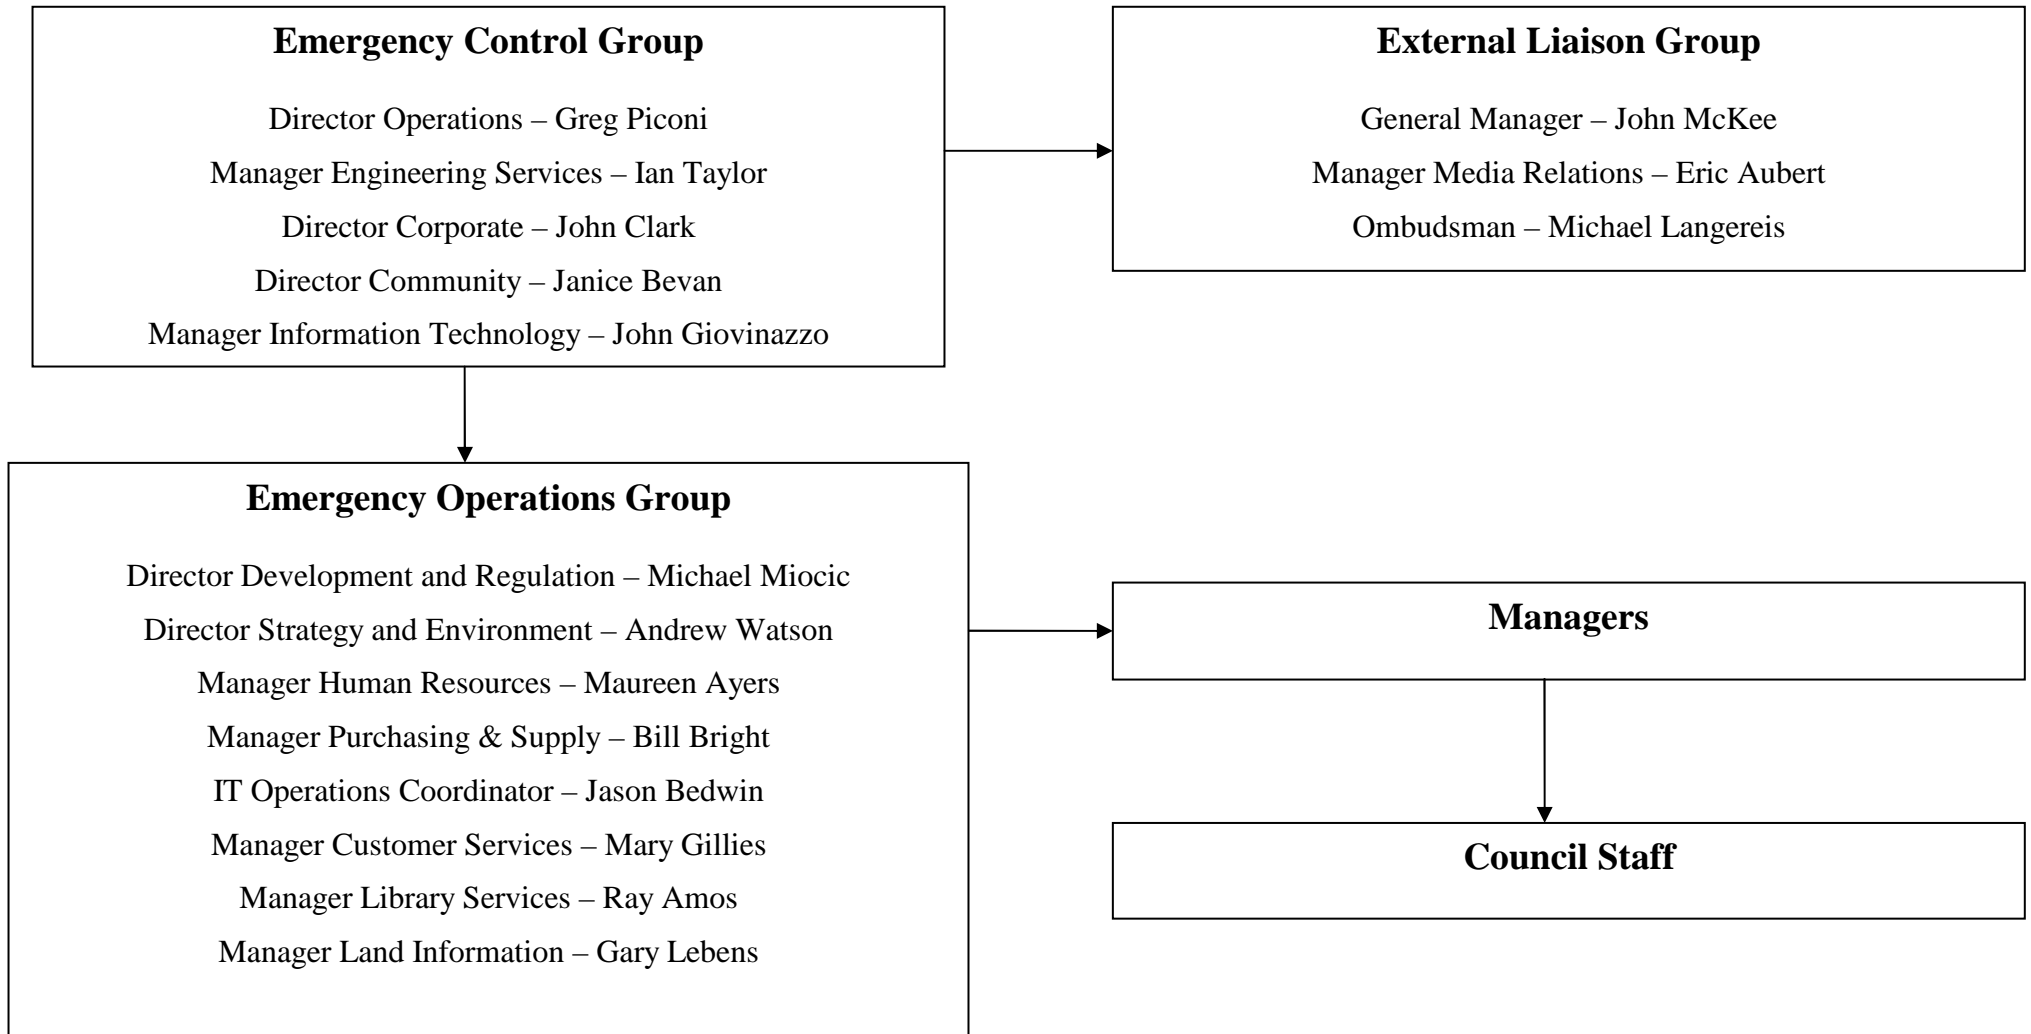 Emergency Control Group
Director Operations – Greg Piconi
Manager Engineering Services – Ian Taylor
Director Corporate – John Clark
Director Community – Janice Bevan
Manager Information Technology – John Giovinazzo
External Liaison Group
General Manager – John McKee
Manager Media Relations – Eric Aubert
Ombudsman – Michael Langereis
Emergency Operations Group
Director Development and Regulation – Michael Miocic
Director Strategy and Environment – Andrew Watson
Manager Human Resources – Maureen Ayers
Manager Purchasing & Supply – Bill Bright
IT Operations Coordinator – Jason Bedwin
Manager Customer Services – Mary Gillies
Manager Library Services – Ray Amos
Manager Land Information – Gary Lebens
Managers
Council Staff